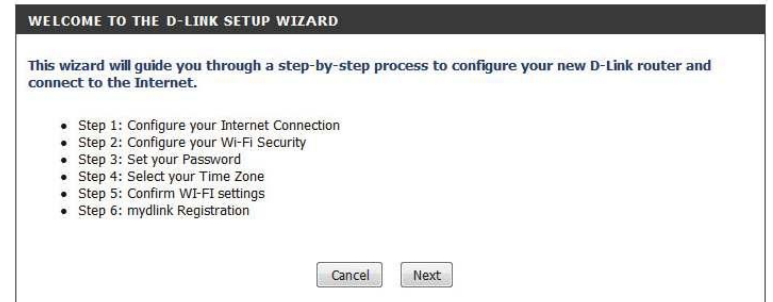 WELCOME TO THE D-LINK SETUP WIZARD
This wizard will guide you through a step-by-step process to configure your new D-Link router and
connect to the Internet.
• Step 1: Configure your Internet Connection
• Step 2: Configure your Wi-Fi Security
• Step 3: Set your Password
• Step 4: Select your Time Zone
• Step 5: Confirm WI-FI settings
• Step 6: mydlink Registration
Cancel Next